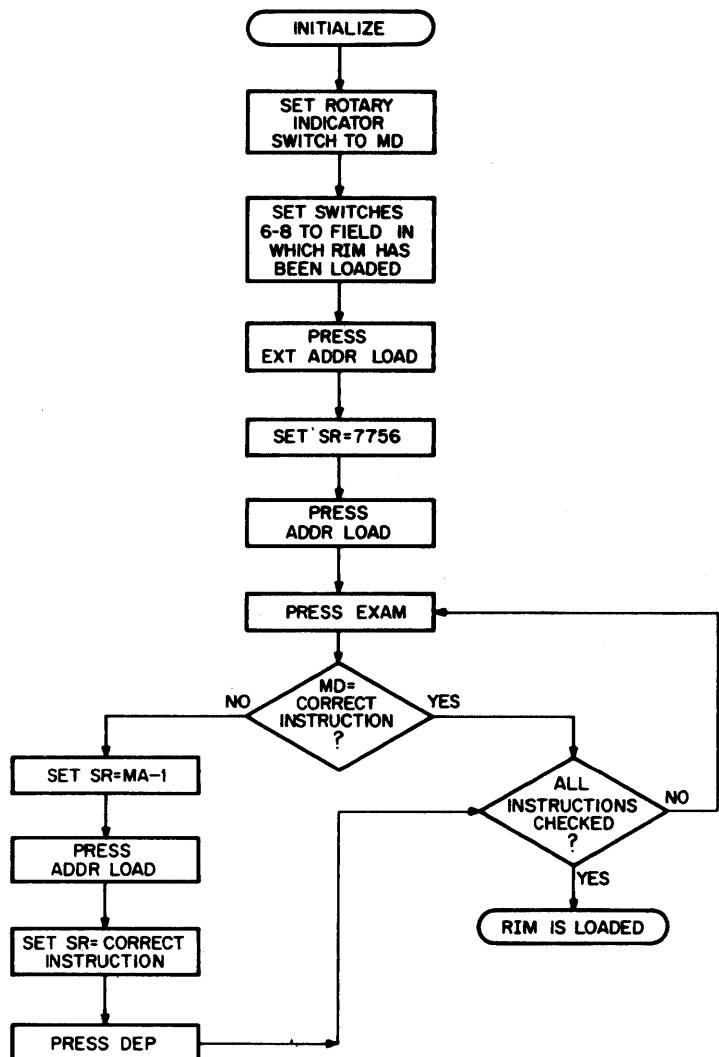 INITIALIZE
SET ROTARY
INDICATOR
SWITCH TO MD
SET SWITCHES
6-8 TO FIELD IN
WHICH RIM HAS
BEEN LOADED
PRESS
EXT ADDR LOAD
SET SR=7756
PRESS
ADDR LOAD
PRESS EXAM
NO
MD=
CORRECT
INSTRUCTION
?
YES
SET SR=MA-1
PRESS
ADDR LOAD
SET SR=CORRECT
INSTRUCTION
PRESS DEP
ALL
INSTRUCTIONS
CHECKED
?
NO
YES
RIM IS LOADED